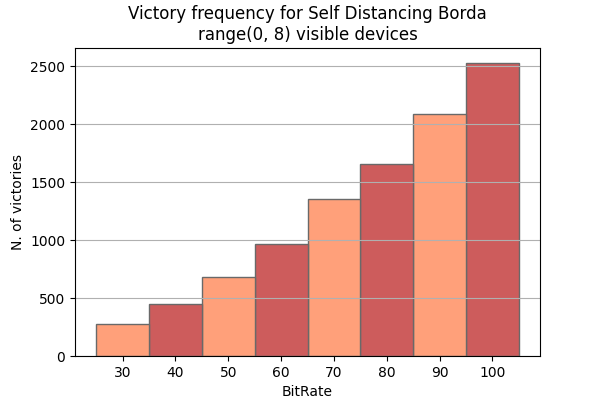 Victory frequency for Self Distancing Borda
range(0, 8) visible devices
2500
2000
1500
1000
500
0
N. of victories
30 40 50 60 70 80 90 100
BitRate